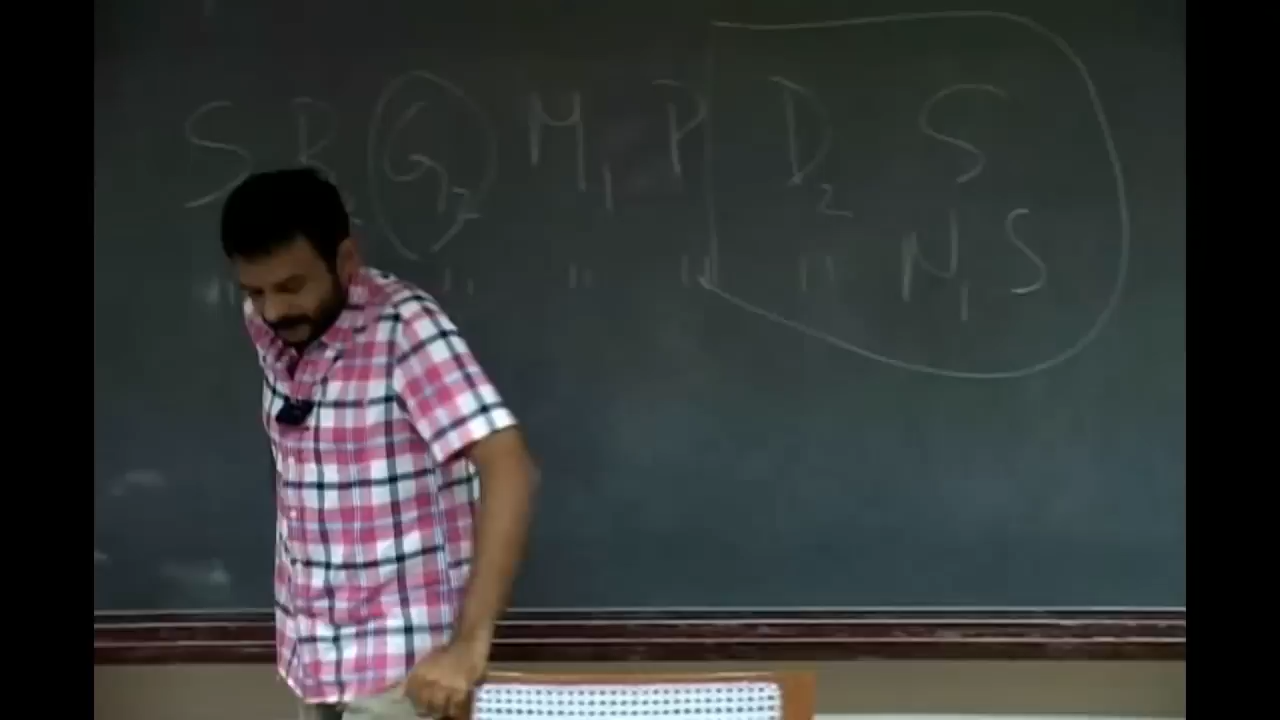 S R G₂ M₁ P D₂ S
" " " " " N₁ S